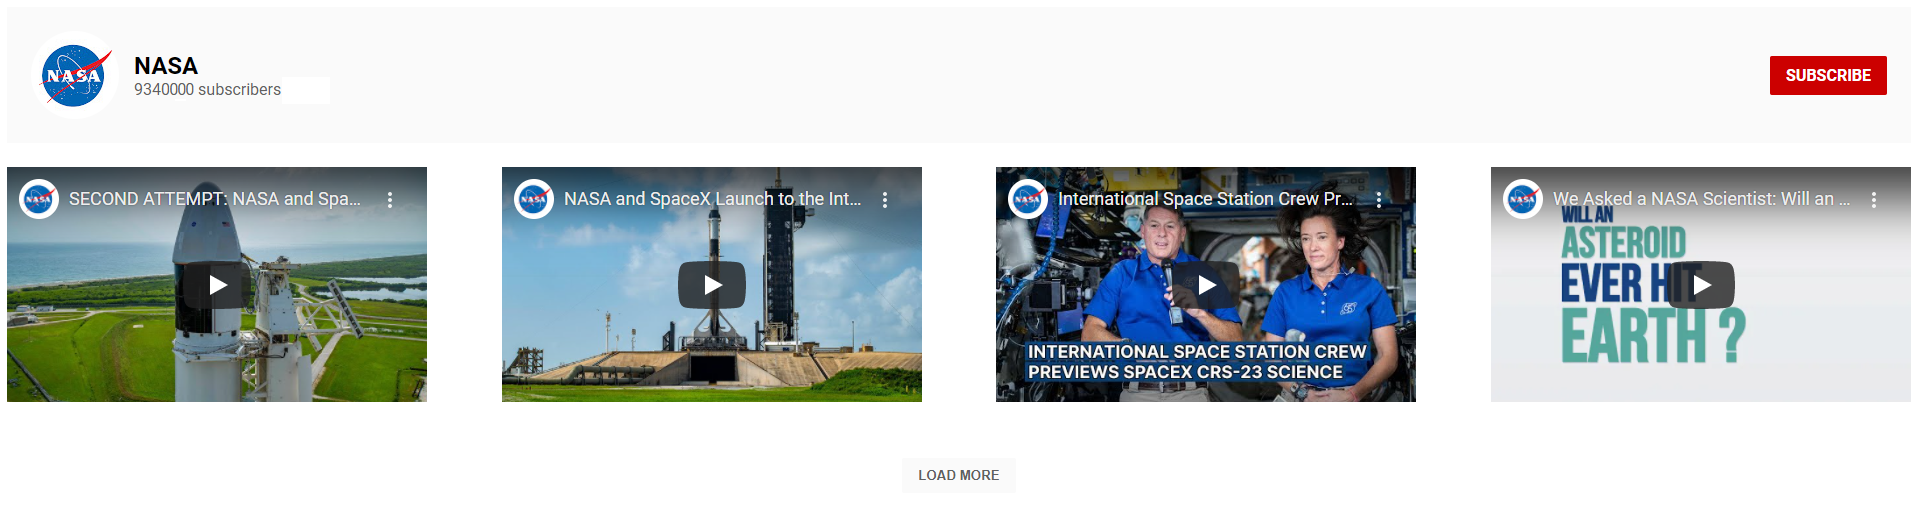 NASA
NASA
9340000 subscribers
SUBSCRIBE
NASA
SECOND ATTEMPT: NASA and Spa...
NASA
NASA and SpaceX Launch to the Int...
NASA
International Space Station Crew Pr...
EXIT
INTERNATIONAL SPACE STATION CREW
PREVIEWS SPACEX CRS-23 SCIENCE
NASA
We Asked a NASA Scientist: Will an ...
WILL AN
ASTEROID
EVER HIT
EARTH ?
LOAD MORE